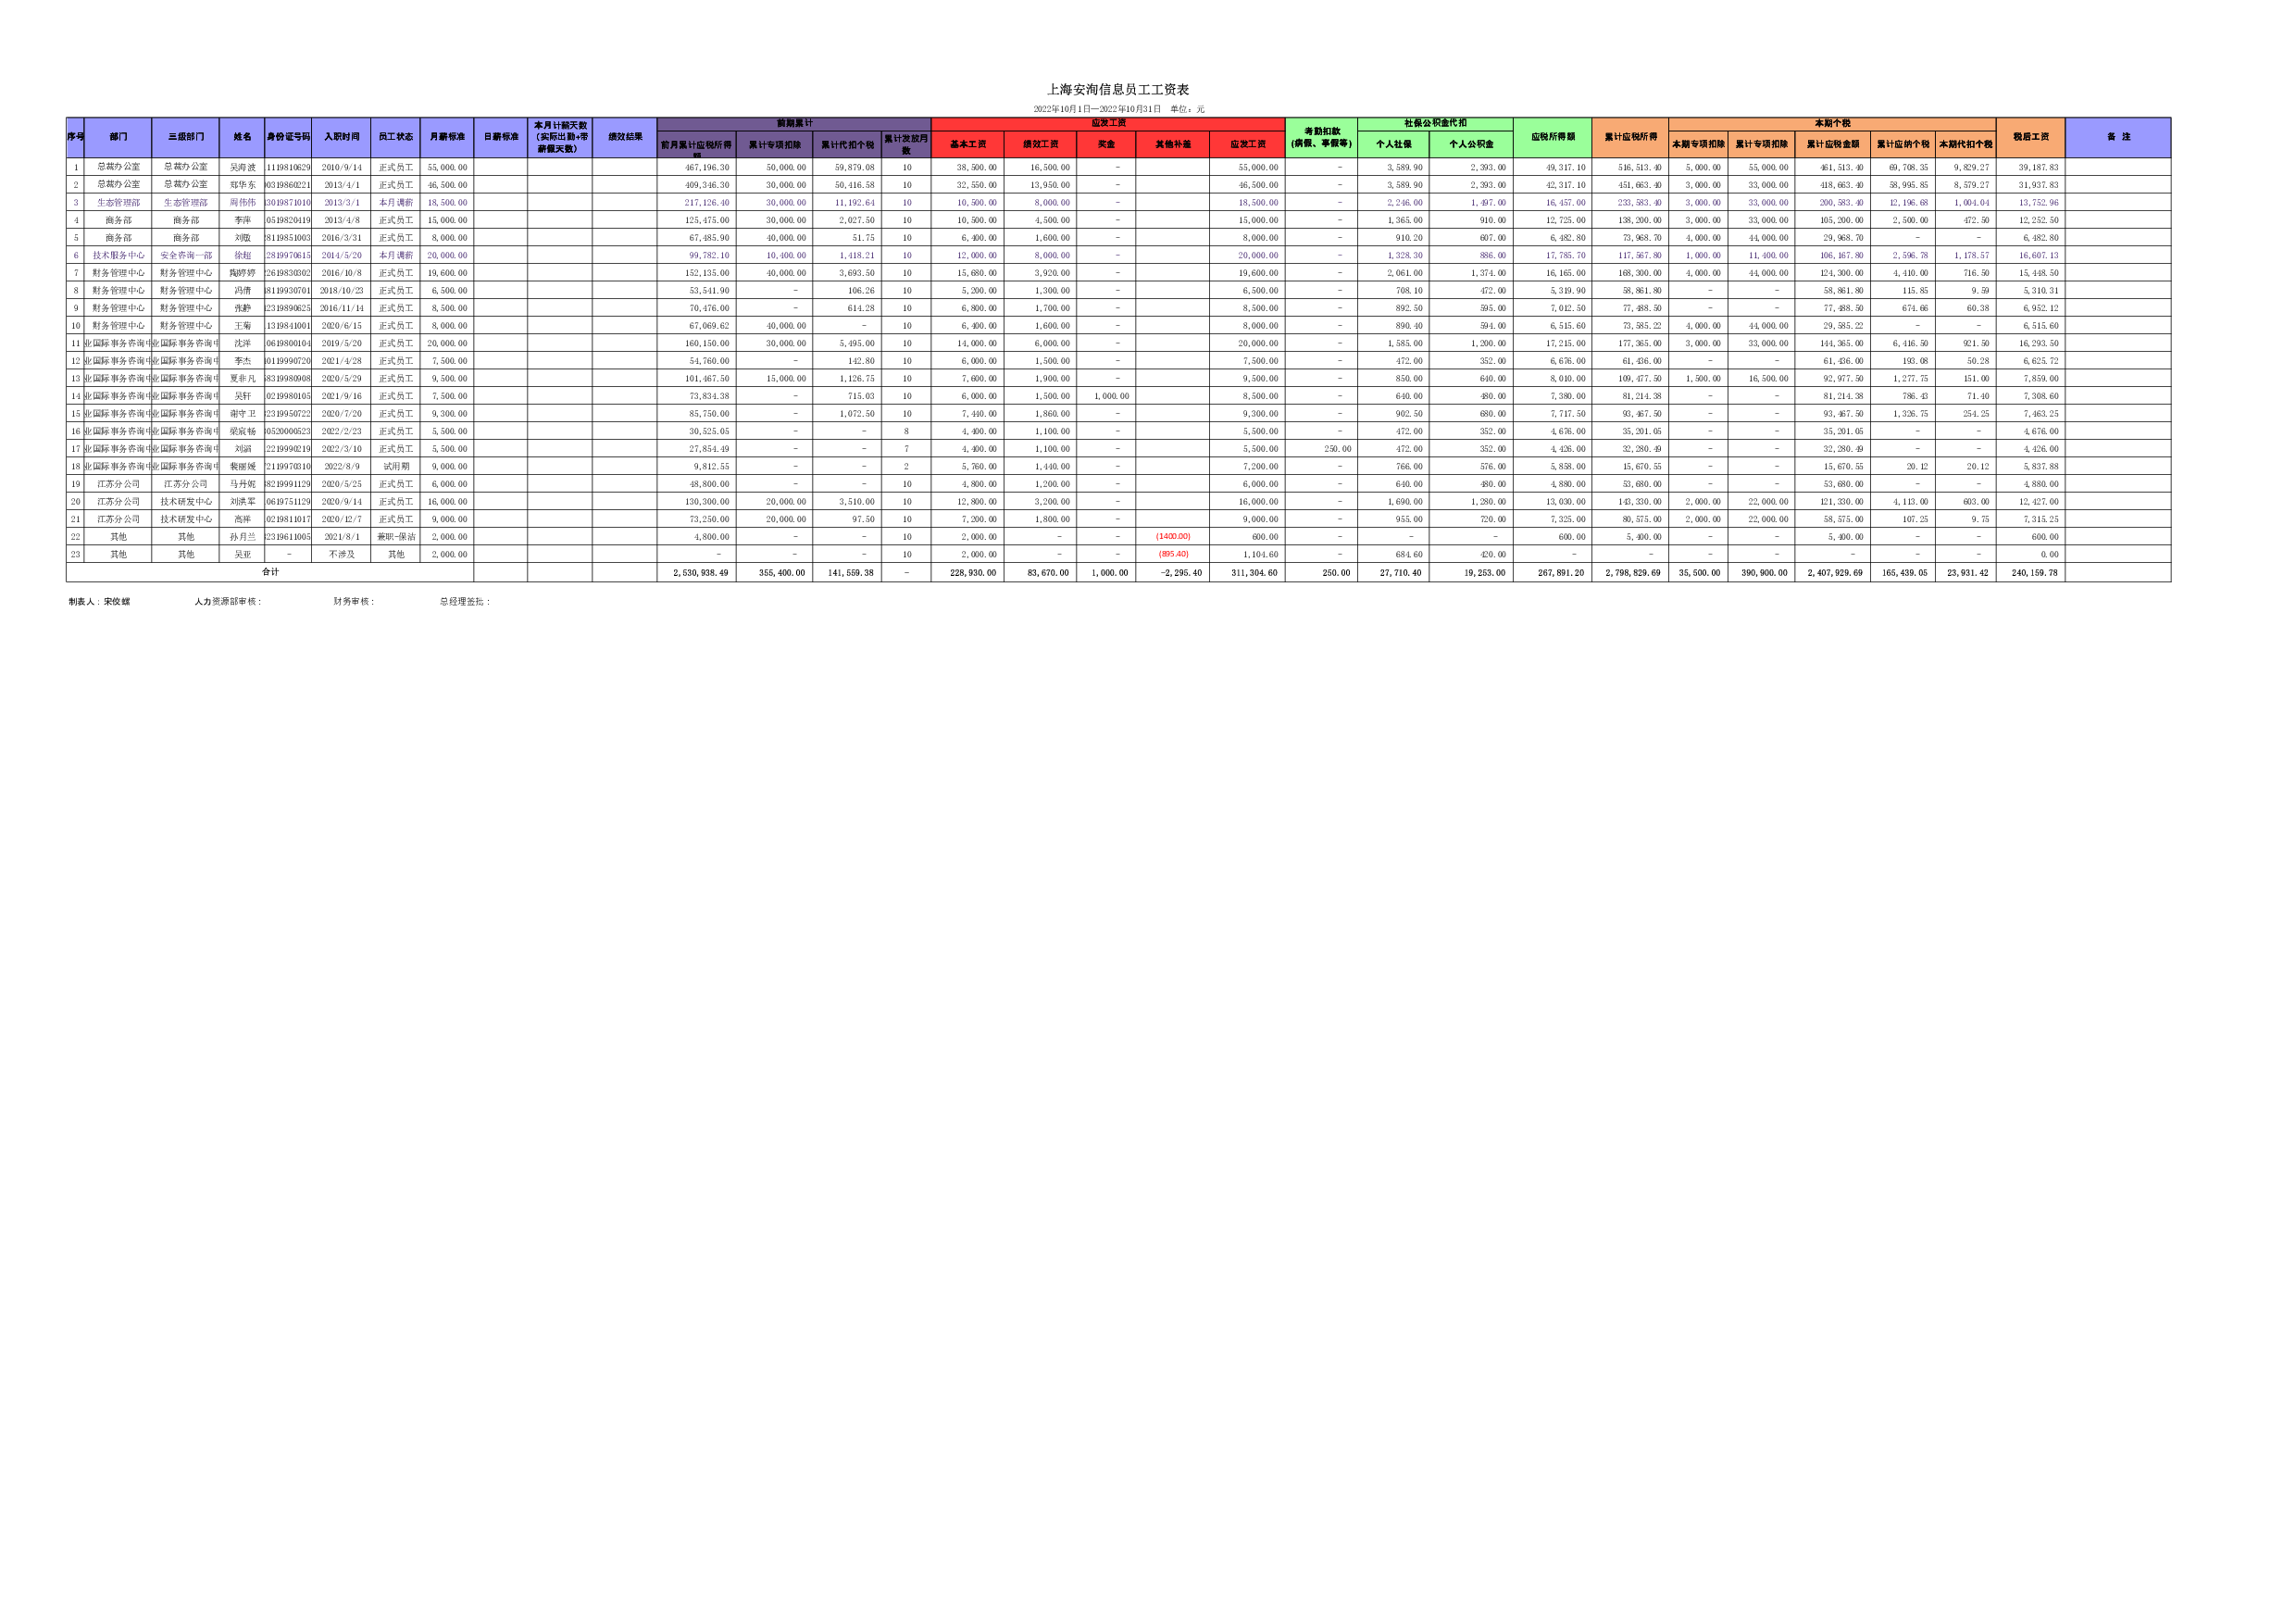 上海安洵信息员工工资表
2022年10月1日—2022年10月31日 单位：元
序号 部门 三级部门 姓名 身份证号码 入职时间 员工状态 月薪标准 日薪标准 本月计薪天数（实际出勤+带薪假天数） 绩效结果 前期累计 应发工资 考勤扣款（病假、事假等） 社保公积金代扣 应税所得额 累计应税所得 本期个税 税后工资 备 注
前月累计应税所得额 累计专项扣除 累计代扣个税 累计发放月数 基本工资 绩效工资 奖金 其他补差 应发工资 个人社保 个人公积金 本期专项扣除 累计专项扣除 累计应税金额 累计应纳个税 本期代扣个税
1 总裁办公室 总裁办公室 吴海波 1119810629 2010/9/14 正式员工 55,000.00 467,196.30 50,000.00 59,879.08 10 38,500.00 16,500.00 - 55,000.00 - 3,589.90 2,393.00 49,317.10 516,513.40 5,000.00 55,000.00 461,513.40 69,708.35 9,829.27 39,187.83
2 总裁办公室 总裁办公室 郑华东 0319860221 2013/4/1 正式员工 46,500.00 409,346.30 30,000.00 50,416.58 10 32,550.00 13,950.00 - 46,500.00 - 3,589.90 2,393.00 42,317.10 451,663.40 3,000.00 33,000.00 418,663.40 58,995.85 8,579.27 31,937.83
3 生态管理部 生态管理部 周伟伟 3019871010 2013/3/1 本月调薪 18,500.00 217,126.40 30,000.00 11,192.64 10 10,500.00 8,000.00 - 18,500.00 - 2,246.00 1,497.00 16,457.00 233,583.40 3,000.00 33,000.00 200,583.40 12,196.68 1,004.04 13,752.96
4 商务部 商务部 李萍 0519820419 2013/4/8 正式员工 15,000.00 125,475.00 30,000.00 2,027.50 10 10,500.00 4,500.00 - 15,000.00 - 1,365.00 910.00 12,725.00 138,200.00 3,000.00 33,000.00 105,200.00 2,500.00 472.50 12,252.50
5 商务部 商务部 刘敬 8119851003 2016/3/31 正式员工 8,000.00 67,485.90 40,000.00 51.75 10 6,400.00 1,600.00 - 8,000.00 - 910.20 607.00 6,482.80 73,968.70 4,000.00 44,000.00 29,968.70 - - 6,482.80
6 技术服务中心 安全咨询一部 徐超 2819970615 2014/5/20 本月调薪 20,000.00 99,782.10 10,400.00 1,418.21 10 12,000.00 8,000.00 - 20,000.00 - 1,328.30 886.00 17,785.70 117,567.80 1,000.00 11,400.00 106,167.80 2,596.78 1,178.57 16,607.13
7 财务管理中心 财务管理中心 陶婷婷 2619830302 2016/10/8 正式员工 19,600.00 152,135.00 40,000.00 3,693.50 10 15,680.00 3,920.00 - 19,600.00 - 2,061.00 1,374.00 16,165.00 168,300.00 4,000.00 44,000.00 124,300.00 4,410.00 716.50 15,448.50
8 财务管理中心 财务管理中心 冯倩 8119930701 2018/10/23 正式员工 6,500.00 53,541.90 - 106.26 10 5,200.00 1,300.00 - 6,500.00 - 708.10 472.00 5,319.90 58,861.80 - - 58,861.80 115.85 9.59 5,310.31
9 财务管理中心 财务管理中心 张静 2319890625 2016/11/14 正式员工 8,500.00 70,476.00 - 614.28 10 6,800.00 1,700.00 - 8,500.00 - 892.50 595.00 7,012.50 77,488.50 - - 77,488.50 674.66 60.38 6,952.12
10 财务管理中心 财务管理中心 王菊 1319841001 2020/6/15 正式员工 8,000.00 67,069.62 40,000.00 - 10 6,400.00 1,600.00 - 8,000.00 - 890.40 594.00 6,515.60 73,585.22 4,000.00 44,000.00 29,585.22 - - 6,515.60
11 业国际事务咨询中 业国际事务咨询中 沈洋 0619800104 2019/5/20 正式员工 20,000.00 160,150.00 30,000.00 5,495.00 10 14,000.00 6,000.00 - 20,000.00 - 1,585.00 1,200.00 17,215.00 177,365.00 3,000.00 33,000.00 144,365.00 6,416.50 921.50 16,293.50
12 业国际事务咨询中 业国际事务咨询中 李杰 0119990720 2021/4/28 正式员工 7,500.00 54,760.00 - 142.80 10 6,000.00 1,500.00 - 7,500.00 - 472.00 352.00 6,676.00 61,436.00 - - 61,436.00 193.08 50.28 6,625.72
13 业国际事务咨询中 业国际事务咨询中 夏非凡 8319980908 2020/5/29 正式员工 9,500.00 101,467.50 15,000.00 1,126.75 10 7,600.00 1,900.00 - 9,500.00 - 850.00 640.00 8,010.00 109,477.50 1,500.00 16,500.00 92,977.50 1,277.75 151.00 7,859.00
14 业国际事务咨询中 业国际事务咨询中 吴轩 0219980105 2021/9/16 正式员工 7,500.00 73,834.38 - 715.03 10 6,000.00 1,500.00 1,000.00 8,500.00 - 640.00 480.00 7,380.00 81,214.38 - - 81,214.38 786.43 71.40 7,308.60
15 业国际事务咨询中 业国际事务咨询中 谢守卫 2319950722 2020/7/20 正式员工 9,300.00 85,750.00 - 1,072.50 10 7,440.00 1,860.00 - 9,300.00 - 902.50 680.00 7,717.50 93,467.50 - - 93,467.50 1,326.75 254.25 7,463.25
16 业国际事务咨询中 业国际事务咨询中 梁宸畅 0520000523 2022/2/23 正式员工 5,500.00 30,525.05 - - 8 4,400.00 1,100.00 - 5,500.00 - 472.00 352.00 4,676.00 35,201.05 - - 35,201.05 - - 4,676.00
17 业国际事务咨询中 业国际事务咨询中 2219990219 2022/3/10 正式员工 5,500.00 27,854.49 - - 7 4,400.00 1,100.00 - 5,500.00 250.00 472.00 352.00 4,426.00 32,280.49 - - 32,280.49 - - 4,426.00
18 业国际事务咨询中 业国际事务咨询中 裴丽媛 2119970310 2022/8/9 试用期 9,000.00 9,812.55 - - 2 5,760.00 1,440.00 - 7,200.00 - 766.00 576.00 5,858.00 15,670.55 - - 15,670.55 20.12 20.12 5,837.88
19 江苏分公司 江苏分公司 马丹妮 8219991129 2020/5/25 正式员工 6,000.00 48,800.00 - - 10 4,800.00 1,200.00 - 6,000.00 - 640.00 480.00 4,880.00 53,680.00 - - 53,680.00 - - 4,880.00
20 江苏分公司 技术研发中心 刘洪军 0619751129 2020/9/14 正式员工 16,000.00 130,300.00 20,000.00 3,510.00 10 12,800.00 3,200.00 - 16,000.00 - 1,690.00 1,280.00 13,030.00 143,330.00 2,000.00 22,000.00 121,330.00 4,113.00 603.00 12,427.00
21 江苏分公司 技术研发中心 高祥 0219811017 2020/12/7 正式员工 9,000.00 73,250.00 20,000.00 97.50 10 7,200.00 1,800.00 - 9,000.00 - 955.00 720.00 7,325.00 80,575.00 2,000.00 22,000.00 58,575.00 107.25 9.75 7,315.25
22 其他 其他 孙月兰 2319611005 2021/8/1 兼职-保洁 2,000.00 4,800.00 - - 10 2,000.00 - - (1400.00) 600.00 - - - 600.00 5,400.00 - - 5,400.00 - - 600.00
23 其他 其他 吴亚 - 不涉及 其他 2,000.00 - - - 10 2,000.00 - - (895.40) 1,104.60 - 684.60 420.00 - - - - - - - 0.00
合计 2,530,938.49 355,400.00 141,559.38 - 228,930.00 83,670.00 1,000.00 -2,295.40 311,304.60 250.00 27,710.40 19,253.00 267,891.20 2,798,829.69 35,500.00 390,900.00 2,407,929.69 165,439.05 23,931.42 240,159.78
制表人：宋佼蝶 人力资源部审核： 财务审核： 总经理签批：